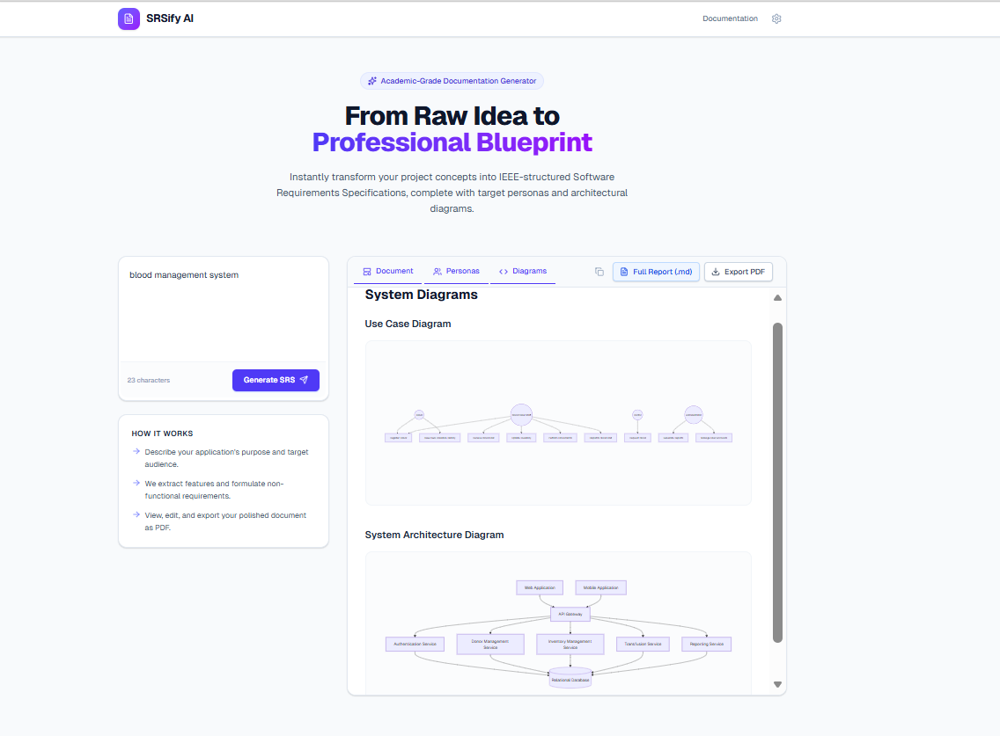 SRSify AI
Documentation
Academic-Grade Documentation Generator
From Raw Idea to
Professional Blueprint
Instantly transform your project concepts into IEEE-structured Software
Requirements Specifications, complete with target personas and architectural
diagrams.
blood management system
23 characters
Generate SRS
HOW IT WORKS
Describe your application's purpose and target
audience.
We extract features and formulate non-
functional requirements.
View, edit, and export your polished document
as PDF.
Document
Personas
Diagrams
Full Report (.md)
Export PDF
System Diagrams
Use Case Diagram
System Architecture Diagram
Web Application
Mobile Application
API Gateway
Authentication Service
Donor Management
Service
Inventory Management
Service
Transfusion Service
Reporting Service
Relational Database